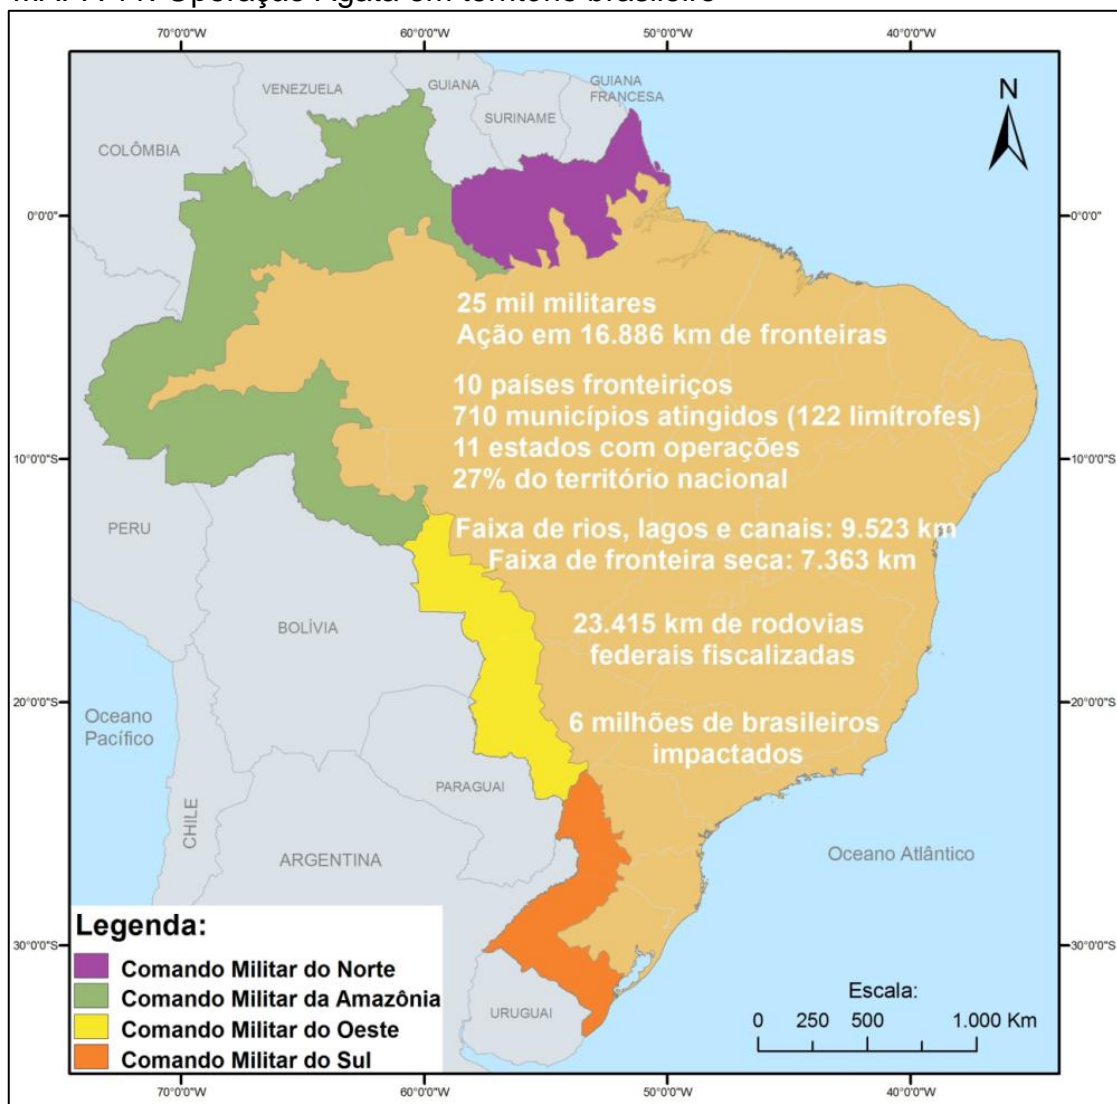 Operação Ágata em território brasileiro
70°0'0"W 60°0'0"W 50°0'0"W 40°0'0"W
VENEZUELA
GUIANA
GUIANA
FRANCESA
SURINAME
COLÔMBIA
N
0°0'0"
0°0'0"
25 mil militares
Ação em 16.886 km de fronteiras
10 países fronteiriços
710 municípios atingidos (122 limítrofes)
11 estados com operações
27% do território nacional
10°0'0"S
10°0'0"S
PERU
Faixa de rios, lagos e canais: 9.523 km
Faixa de fronteira seca: 7.363 km
BOLÍVIA
23.415 km de rodovias
federais fiscalizadas
20°0'0"S
20°0'0"S
Oceano
Pacífico
6 milhões de brasileiros
impactados
PARAGUAI
CHILE
ARGENTINA
Oceano Atlântico
Legenda:
Comando Militar do Norte
Comando Militar da Amazônia
Comando Militar do Oeste
Comando Militar do Sul
30°0'0"S
30°0'0"S
URUGUAI
Escala:
0 250 500 1.000 Km
70°0'0"W 60°0'0"W 50°0'0"W 40°0'0"W